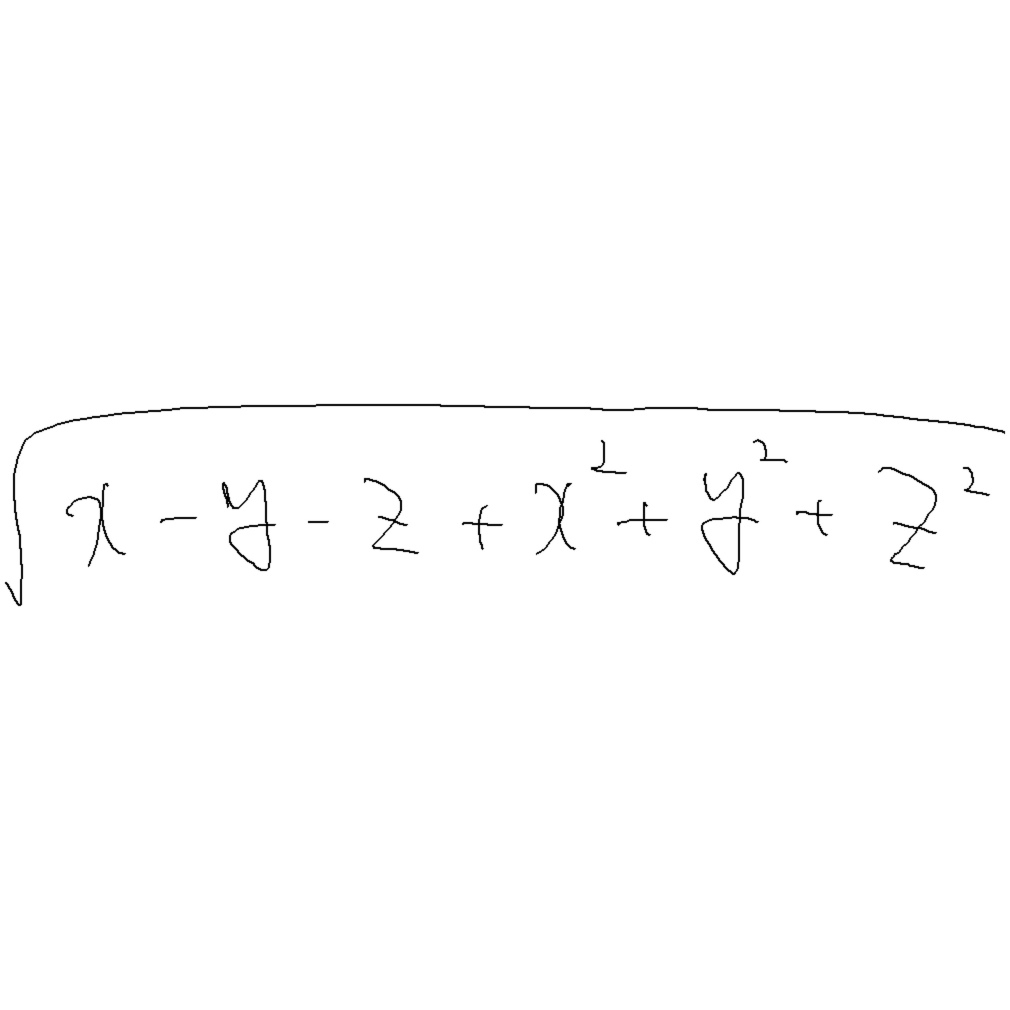 √(x - y - z + x² + y² + z²)